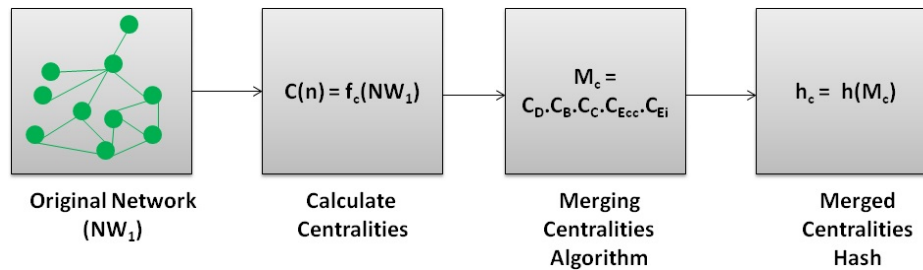 C(n) = f_c(NW_1)
M_c =
C_D.C_B.C_C.C_Ecc.C_Ei
h_c = h(M_c)
Original Network
(NW_1)
Calculate
Centralities
Merging
Centralities
Algorithm
Merged
Centralities
Hash